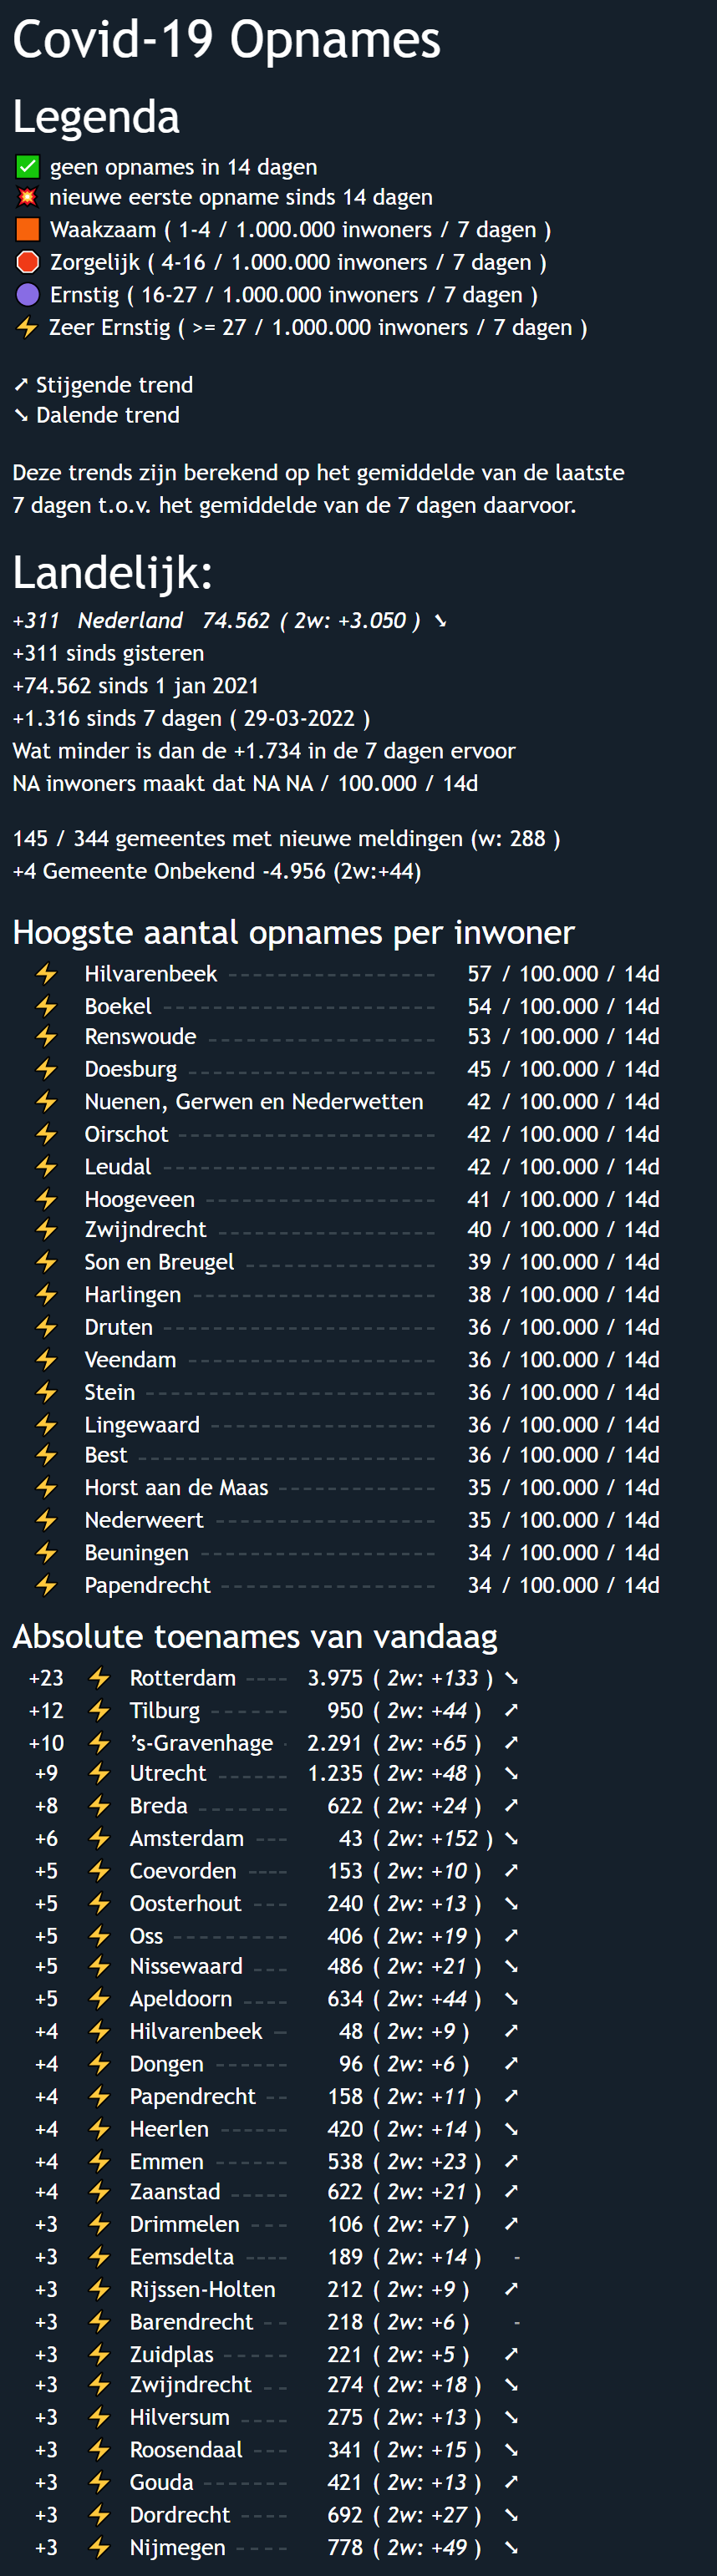 Covid-19 Opnames
Legenda
✅ geen opnames in 14 dagen
💥 nieuwe eerste opname sinds 14 dagen
🟧 Waakzaam ( 1-4 / 1.000.000 inwoners / 7 dagen )
🛑 Zorgelijk ( 4-16 / 1.000.000 inwoners / 7 dagen )
🟣 Ernstig ( 16-27 / 1.000.000 inwoners / 7 dagen )
⚡ Zeer Ernstig ( >= 27 / 1.000.000 inwoners / 7 dagen )
➚ Stijgende trend
➘ Dalende trend
Deze trends zijn berekend op het gemiddelde van de laatste
7 dagen t.o.v. het gemiddelde van de 7 dagen daarvoor.
Landelijk:
+311 Nederland 74.562 ( 2w: +3.050 ) ➘
+311 sinds gisteren
+74.562 sinds 1 jan 2021
+1.316 sinds 7 dagen ( 29-03-2022 )
Wat minder is dan de +1.734 in de 7 dagen ervoor
NA inwoners maakt dat NA NA / 100.000 / 14d
145 / 344 gemeentes met nieuwe meldingen (w: 288 )
+4 Gemeente Onbekend -4.956 (2w:+44)
Hoogste aantal opnames per inwoner
⚡ Hilvarenbeek 57 / 100.000 / 14d
⚡ Boekel 54 / 100.000 / 14d
⚡ Renswoude 53 / 100.000 / 14d
⚡ Doesburg 45 / 100.000 / 14d
⚡ Nuenen, Gerwen en Nederwetten 42 / 100.000 / 14d
⚡ Oirschot 42 / 100.000 / 14d
⚡ Leudal 42 / 100.000 / 14d
⚡ Hoogeveen 41 / 100.000 / 14d
⚡ Zwijndrecht 40 / 100.000 / 14d
⚡ Son en Breugel 39 / 100.000 / 14d
⚡ Harlingen 38 / 100.000 / 14d
⚡ Druten 36 / 100.000 / 14d
⚡ Veendam 36 / 100.000 / 14d
⚡ Stein 36 / 100.000 / 14d
⚡ Lingewaard 36 / 100.000 / 14d
⚡ Best 36 / 100.000 / 14d
⚡ Horst aan de Maas 35 / 100.000 / 14d
⚡ Nederweert 35 / 100.000 / 14d
⚡ Beuningen 34 / 100.000 / 14d
⚡ Papendrecht 34 / 100.000 / 14d
Absolute toenames van vandaag
+23 ⚡ Rotterdam 3.975 ( 2w: +133 ) ➘
+12 ⚡ Tilburg 950 ( 2w: +44 ) ➚
+10 ⚡ ’s-Gravenhage 2.291 ( 2w: +65 ) ➚
+9 ⚡ Utrecht 1.235 ( 2w: +48 ) ➘
+8 ⚡ Breda 622 ( 2w: +24 ) ➚
+6 ⚡ Amsterdam 43 ( 2w: +152 ) ➘
+5 ⚡ Coevorden 153 ( 2w: +10 ) ➚
+5 ⚡ Oosterhout 240 ( 2w: +13 ) ➘
+5 ⚡ Oss 406 ( 2w: +19 ) ➚
+5 ⚡ Nissewaard 486 ( 2w: +21 ) ➘
+5 ⚡ Apeldoorn 634 ( 2w: +44 ) ➘
+4 ⚡ Hilvarenbeek 48 ( 2w: +9 ) ➚
+4 ⚡ Dongen 96 ( 2w: +6 ) ➚
+4 ⚡ Papendrecht 158 ( 2w: +11 ) ➚
+4 ⚡ Heerlen 420 ( 2w: +14 ) ➘
+4 ⚡ Emmen 538 ( 2w: +23 ) ➚
+4 ⚡ Zaanstad 622 ( 2w: +21 ) ➚
+3 ⚡ Drimmelen 106 ( 2w: +7 ) ➚
+3 ⚡ Eemsdelta 189 ( 2w: +14 ) -
+3 ⚡ Rijssen-Holten 212 ( 2w: +9 ) ➚
+3 ⚡ Barendrecht 218 ( 2w: +6 ) -
+3 ⚡ Zuidplas 221 ( 2w: +5 ) ➚
+3 ⚡ Zwijndrecht 274 ( 2w: +18 ) ➘
+3 ⚡ Hilversum 275 ( 2w: +13 ) ➘
+3 ⚡ Roosendaal 341 ( 2w: +15 ) ➘
+3 ⚡ Gouda 421 ( 2w: +13 ) ➚
+3 ⚡ Dordrecht 692 ( 2w: +27 ) ➘
+3 ⚡ Nijmegen 778 ( 2w: +49 ) ➘